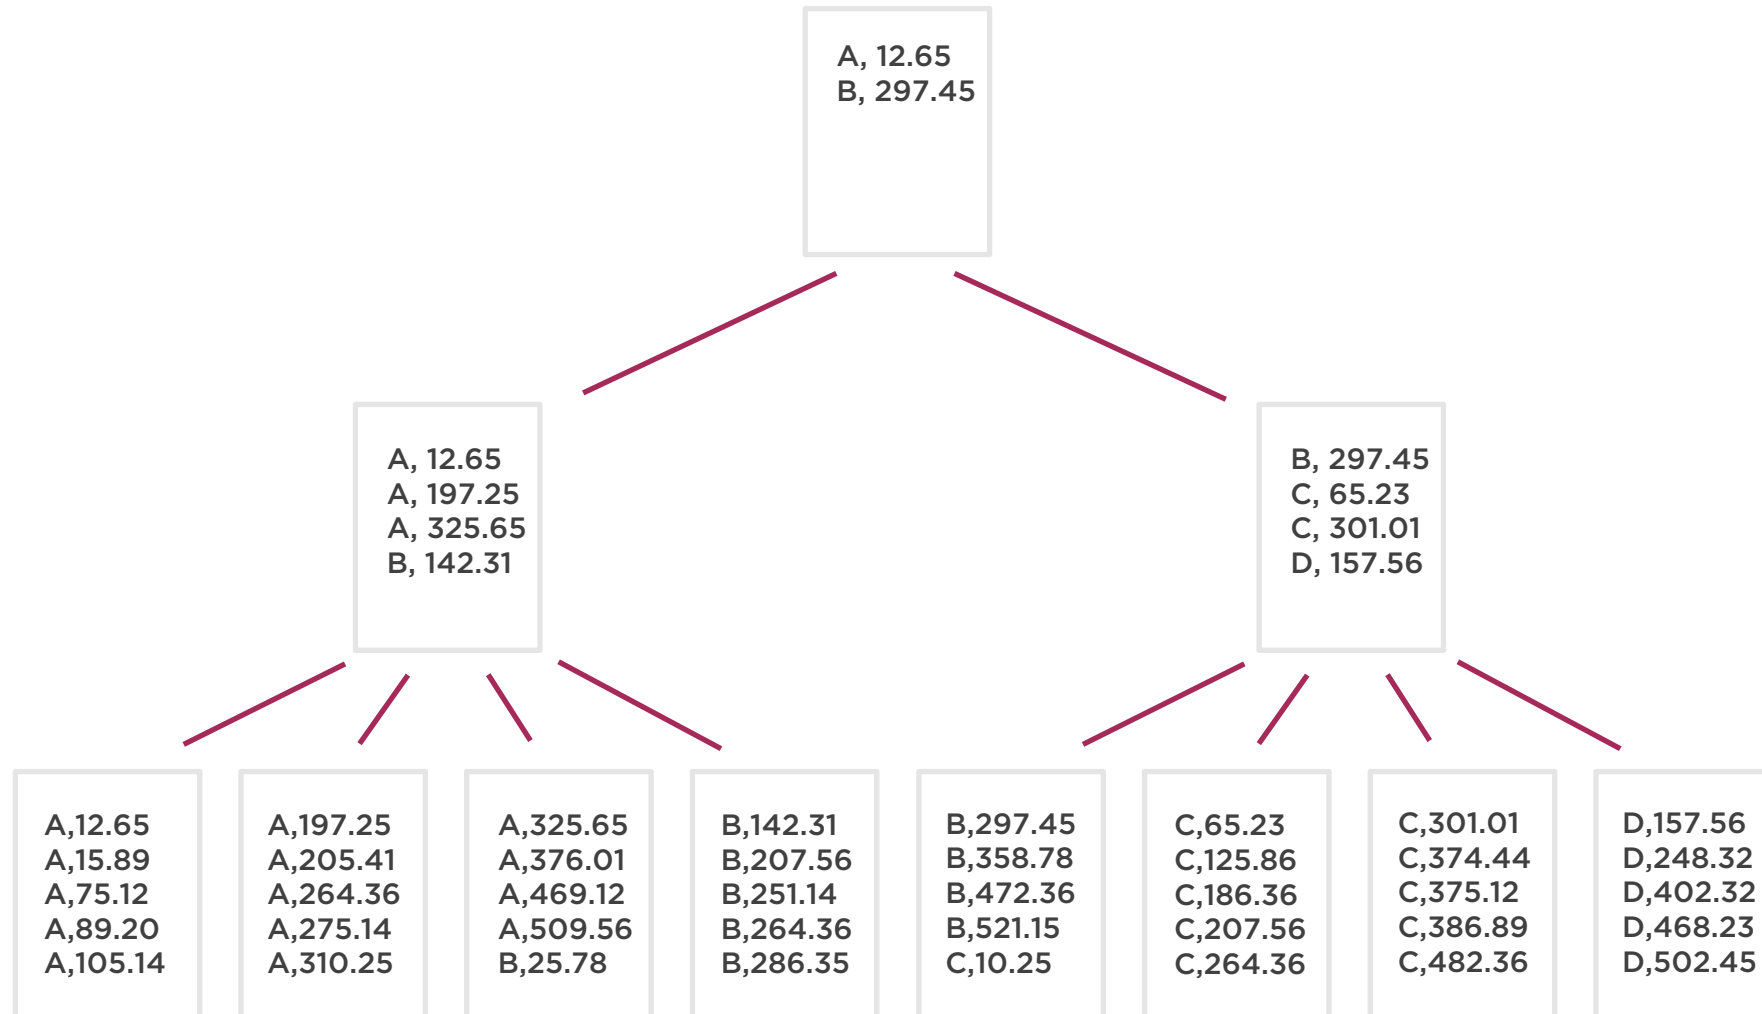 A, 12.65
B, 297.45
A, 12.65
A, 197.25
A, 325.65
B, 142.31
B, 297.45
C, 65.23
C, 301.01
D, 157.56
A,12.65
A,15.89
A,75.12
A,89.20
A,105.14
A,197.25
A,205.41
A,264.36
A,275.14
A,310.25
A,325.65
A,376.01
A,469.12
A,509.56
B,25.78
B,142.31
B,207.56
B,251.14
B,264.36
B,286.35
B,297.45
B,358.78
B,472.36
B,521.15
C,10.25
C,65.23
C,125.86
C,186.36
C,207.56
C,264.36
C,301.01
C,374.44
C,375.12
C,386.89
C,482.36
D,157.56
D,248.32
D,402.32
D,468.23
D,502.45